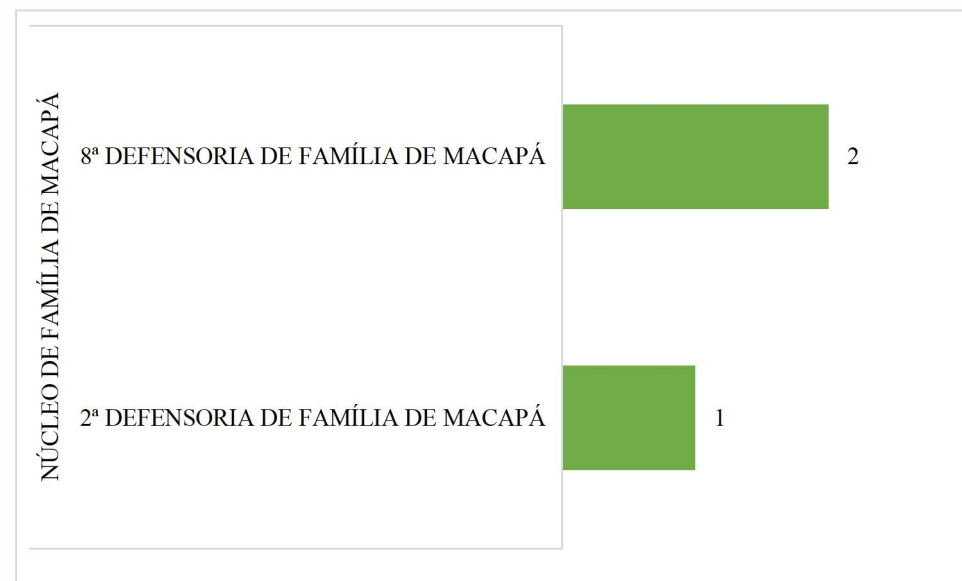 NÚCLEO DE FAMÍLIA DE MACAPÁ
8ª DEFENSORIA DE FAMÍLIA DE MACAPÁ
2
2ª DEFENSORIA DE FAMÍLIA DE MACAPÁ
1